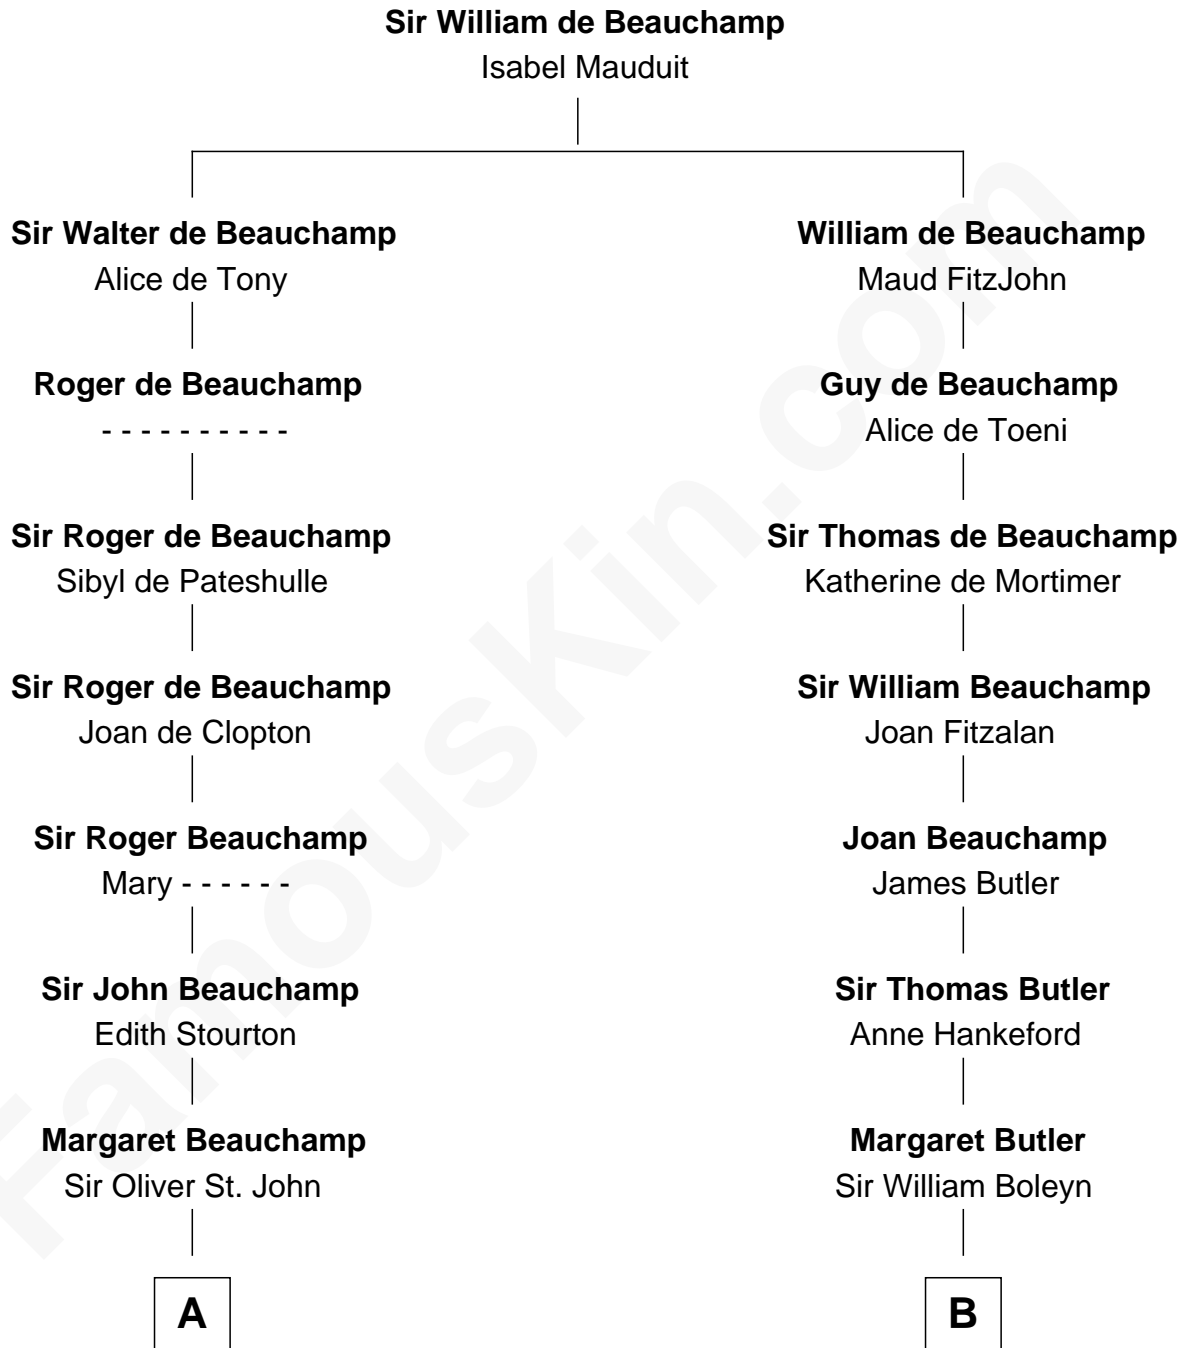 Sir William de Beauchamp
Isabel Mauduit
Sir Walter de Beauchamp
Alice de Tony
William de Beauchamp
Maud FitzJohn
Roger de Beauchamp
- - - - - - - - - -
Guy de Beauchamp
Alice de Toeni
Sir Roger de Beauchamp
Sibyl de Pateshulle
Sir Thomas de Beauchamp
Katherine de Mortimer
Sir Roger de Beauchamp
Joan de Clopton
Sir William Beauchamp
Joan Fitzalan
Sir Roger Beauchamp
Mary - - - - - -
Joan Beauchamp
James Butler
Sir John Beauchamp
Edith Stourton
Sir Thomas Butler
Anne Hankeford
Margaret Beauchamp
Sir Oliver St. John
Margaret Butler
Sir William Boleyn
A
B
FamousKin.com